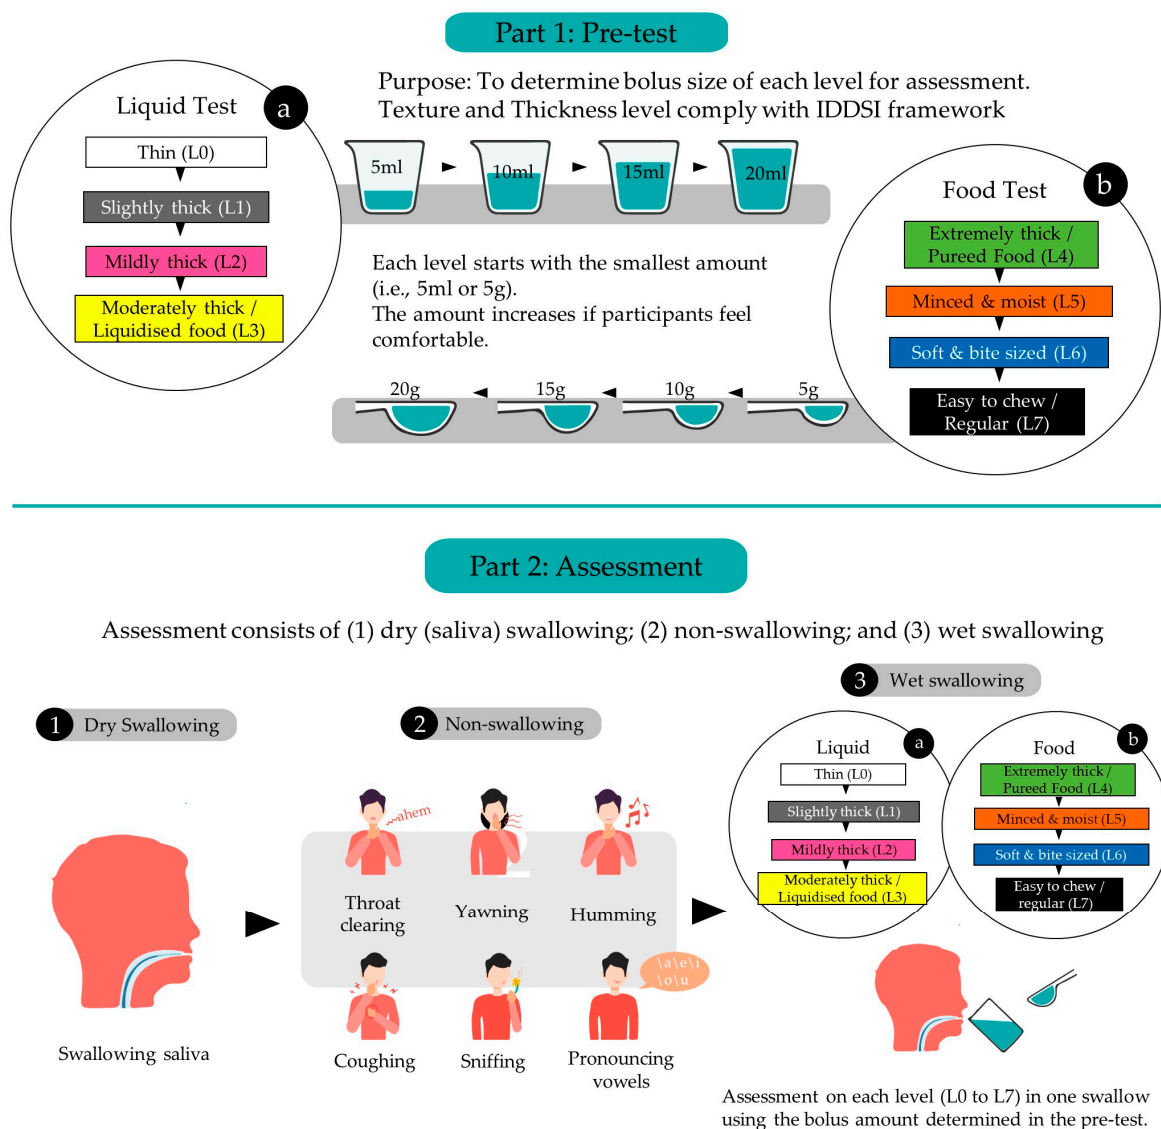 Part 1: Pre-test
Purpose: To determine bolus size of each level for assessment.
Texture and Thickness level comply with IDDSI framework
a
Liquid Test
Thin (L0)
Slightly thick (L1)
Mildly thick (L2)
Moderately thick /
Liquidised food (L3)
5ml
10ml
15ml
20ml
Each level starts with the smallest amount
(i.e., 5ml or 5g).
The amount increases if participants feel
comfortable.
20g
15g
10g
5g
b
Food Test
Extremely thick /
Pureed Food (L4)
Minced & moist (L5)
Soft & bite sized (L6)
Easy to chew /
Regular (L7)
Part 2: Assessment
Assessment consists of (1) dry (saliva) swallowing; (2) non-swallowing; and (3) wet swallowing
1 Dry Swallowing
Swallowing saliva
2 Non-swallowing
ahem
Throat
clearing
Yawning
Humming
\a\e\i
\o\u
Coughing
Sniffing
Pronouncing
vowels
3 Wet swallowing
a
Liquid
Thin (L0)
Slightly thick (L1)
Mildly thick (L2)
Moderately thick /
Liquidised food (L3)
b
Food
Extremely thick /
Pureed Food (L4)
Minced & moist (L5)
Soft & bite sized (L6)
Easy to chew /
regular (L7)
Assessment on each level (L0 to L7) in one swallow
using the bolus amount determined in the pre-test.